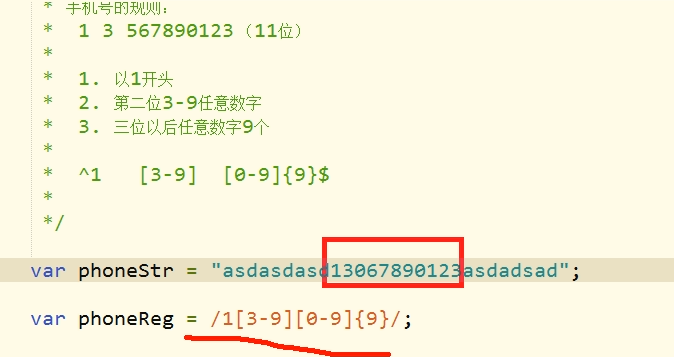 * 手机号的规则：
* 1 3 567890123（11位）
*
* 1. 以1开头
* 2. 第二位3-9任意数字
* 3. 三位以后任意数字9个
*
* ^1 [3-9] [0-9]{9}$
*
*/
var phoneStr = "asdasdasd13067890123asdadsad";
var phoneReg = /1[3-9][0-9]{9}/;